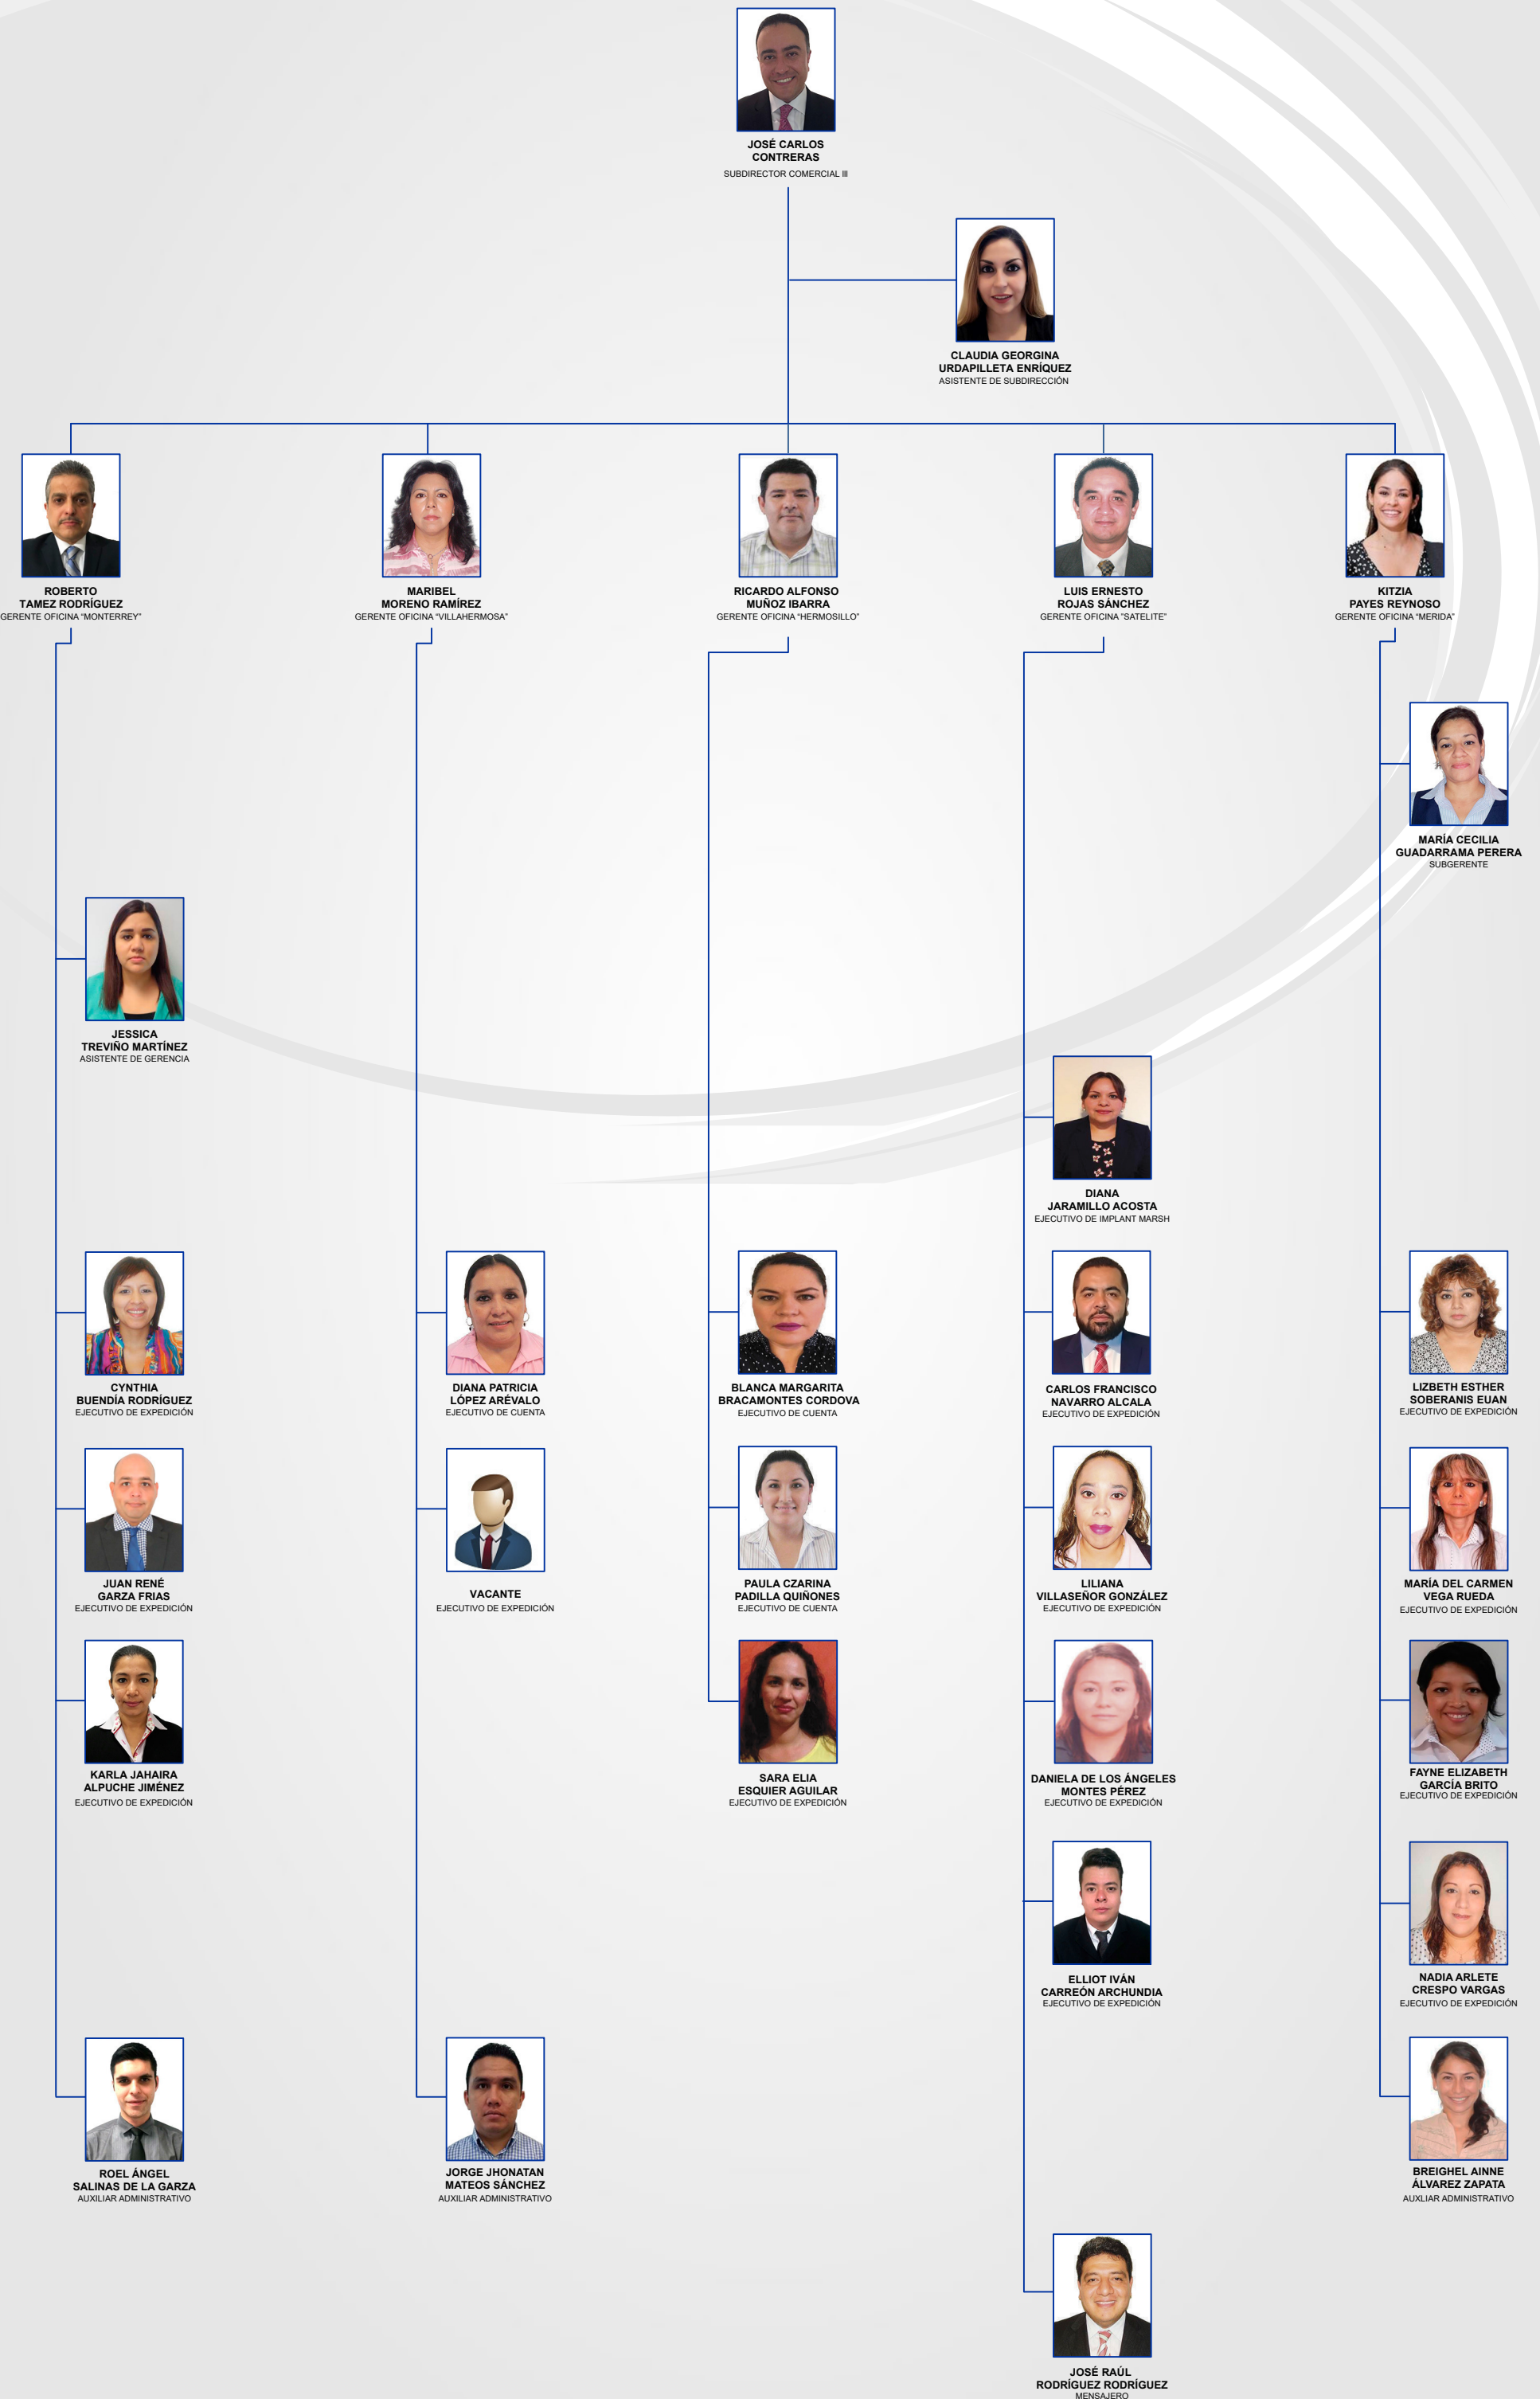 JOSÉ CARLOS
CONTRERAS
SUBDIRECTOR COMERCIAL III
CLAUDIA GEORGINA
URDAPILLETA ENRÍQUEZ
ASISTENTE DE SUBDIRECCIÓN
ROBERTO
TAMEZ RODRÍGUEZ
GERENTE OFICINA “MONTERREY”
MARIBEL
MORENO RAMÍREZ
GERENTE OFICINA “VILLAHERMOSA”
RICARDO ALFONSO
MUÑOZ IBARRA
GERENTE OFICINA “HERMOSILLO”
LUIS ERNESTO
ROJAS SÁNCHEZ
GERENTE OFICINA “SATELITE”
KITZIA
PAYES REYNOSO
GERENTE OFICINA “MERIDA”
MARÍA CECILIA
GUADARRAMA PERERA
SUBGERENTE
JESSICA
TREVIÑO MARTÍNEZ
ASISTENTE DE GERENCIA
DIANA
JARAMILLO ACOSTA
EJECUTIVO DE IMPLANT MARSH
CYNTHIA
BUENDÍA RODRÍGUEZ
EJECUTIVO DE EXPEDICIÓN
DIANA PATRICIA
LÓPEZ ARÉVALO
EJECUTIVO DE CUENTA
BLANCA MARGARITA
BRACAMONTES CORDOVA
EJECUTIVO DE CUENTA
CARLOS FRANCISCO
NAVARRO ALCALA
EJECUTIVO DE EXPEDICIÓN
LIZBETH ESTHER
SOBERANIS EUAN
EJECUTIVO DE EXPEDICIÓN
JUAN RENÉ
GARZA FRIAS
EJECUTIVO DE EXPEDICIÓN
VACANTE
EJECUTIVO DE EXPEDICIÓN
PAULA CZARINA
PADILLA QUIÑONES
EJECUTIVO DE CUENTA
LILIANA
VILLASEÑOR GONZÁLEZ
EJECUTIVO DE EXPEDICIÓN
MARÍA DEL CARMEN
VEGA RUEDA
EJECUTIVO DE EXPEDICIÓN
KARLA JAHAIRA
ALPUCHE JIMÉNEZ
EJECUTIVO DE EXPEDICIÓN
SARA ELIA
ESQUIER AGUILAR
EJECUTIVO DE EXPEDICIÓN
DANIELA DE LOS ÁNGELES
MONTES PÉREZ
EJECUTIVO DE EXPEDICIÓN
FAYNE ELIZABETH
GARCÍA BRITO
EJECUTIVO DE EXPEDICIÓN
ELLIOT IVÁN
CARREÓN ARCHUNDIA
EJECUTIVO DE EXPEDICIÓN
NADIA ARLETE
CRESPO VARGAS
EJECUTIVO DE EXPEDICIÓN
ROEL ÁNGEL
SALINAS DE LA GARZA
AUXILIAR ADMINISTRATIVO
JORGE JHONATAN
MATEOS SÁNCHEZ
AUXILIAR ADMINISTRATIVO
BREIGHEL AINNE
ÁLVAREZ ZAPATA
AUXLIAR ADMINISTRATIVO
JOSÉ RAÚL
RODRÍGUEZ RODRÍGUEZ
MENSAJERO